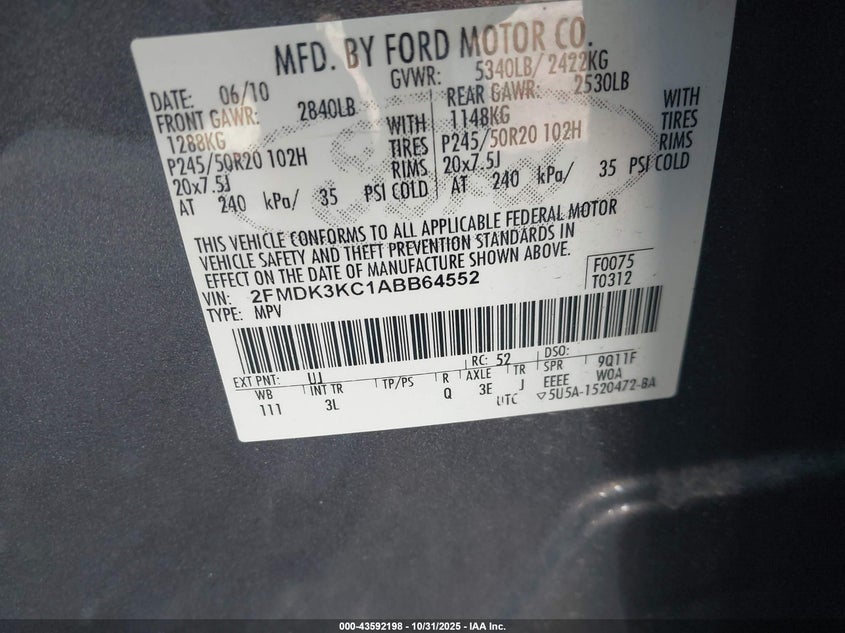 MFD. BY FORD MOTOR CO.
DATE: 06/10 GVWR: 5340LB/ 2422KG
FRONT GAWR: 2840LB REAR GAWR: 2530LB
1288KG WITH 1148KG WITH
P245/50R20 102H TIRES P245/50R20 102H TIRES
20x7.5J RIMS 20x7.5J RIMS
AT 240 kPa/ 35 PSI COLD AT 240 kPa/ 35 PSI COLD
THIS VEHICLE CONFORMS TO ALL APPLICABLE FEDERAL MOTOR
VEHICLE SAFETY AND THEFT PREVENTION STANDARDS IN
EFFECT ON THE DATE OF MANUFACTURE SHOWN ABOVE.
VIN: 2FMDK3KC1ABB64552 F0075
TYPE: MPV T0312
EXT PNT: UJ RC: 52 DSO: 9Q11F
WB INT TR TP/PS R AXLE TR SPR WOA
111 3L Q 3E J EEEE
UTC ▽5U5A-1520472-BA
000-43592198 - 10/31/2025 - IAA Inc.